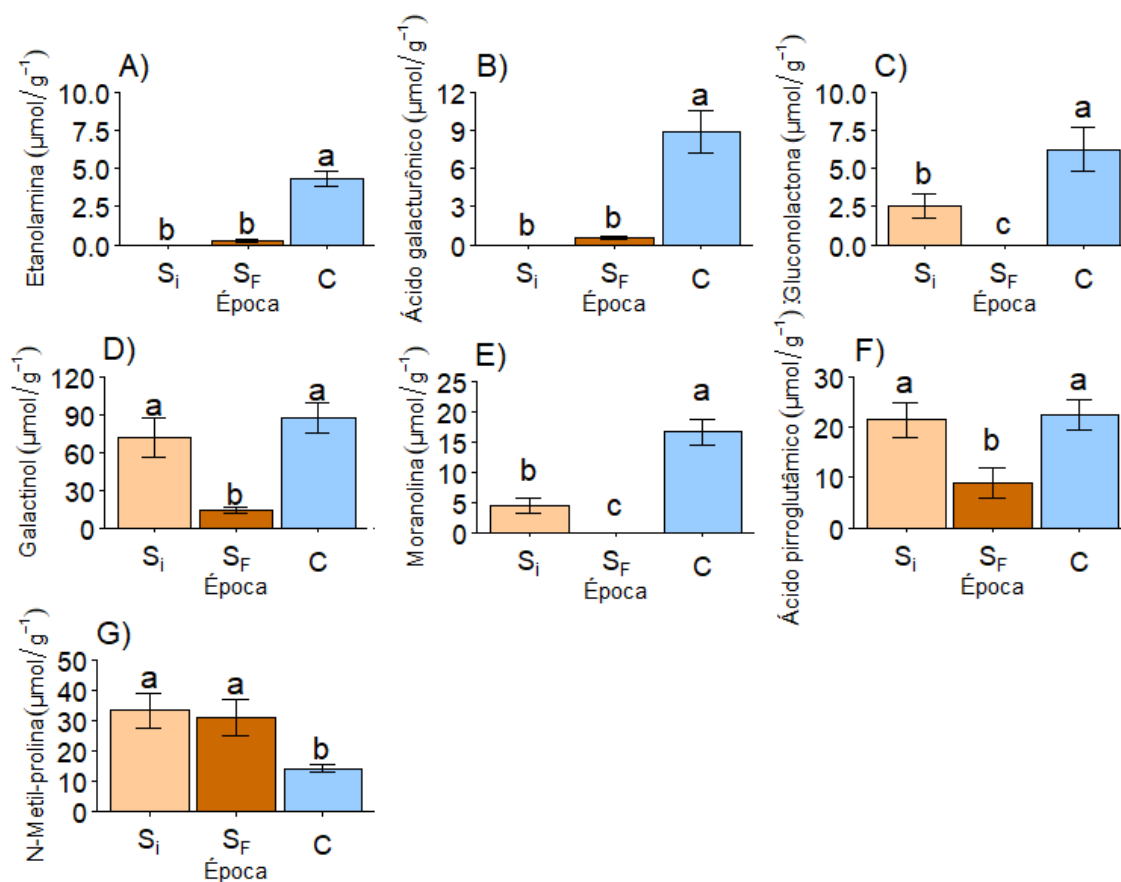 A)
Etanolamina (µmol/g⁻¹)
10.0
7.5
5.0
2.5
0.0
b
b
a
Sᵢ
S_F
C
Época
B)
Ácido galacturônico (µmol/g⁻¹)
12
9
6
3
0
b
b
a
Sᵢ
S_F
C
Época
C)
Gluconolactona (µmol/g⁻¹)
10.0
7.5
5.0
2.5
0.0
b
c
a
Sᵢ
S_F
C
Época
D)
Galactinol (µmol/g⁻¹)
120
90
60
30
0
a
b
a
Sᵢ
S_F
C
Época
E)
Moranolina (µmol/g⁻¹)
25
20
15
10
5
0
b
c
a
Sᵢ
S_F
C
Época
F)
Ácido pirroglutâmico (µmol/g⁻¹)
30
20
10
0
a
b
a
Sᵢ
S_F
C
Época
G)
N-Metil-prolina (µmol/g⁻¹)
50
40
30
20
10
0
a
a
b
Sᵢ
S_F
C
Época